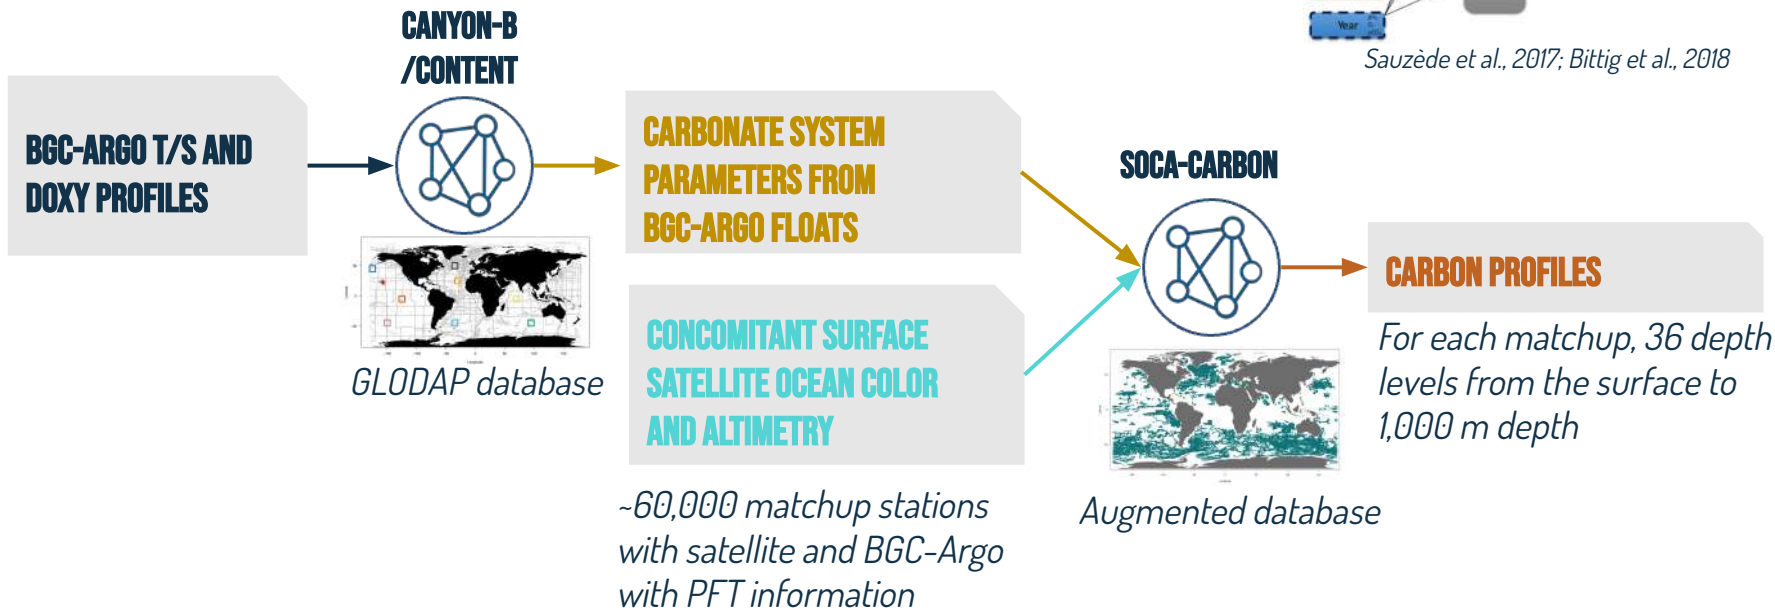 CANYON-B
/CONTENT
Year
Sauzède et al., 2017; Bittig et al., 2018
BGC-ARGO T/S AND
DOXY PROFILES
CARBONATE SYSTEM
PARAMETERS FROM
BGC-ARGO FLOATS
SOCA-CARBON
CARBON PROFILES
For each matchup, 36 depth
levels from the surface to
1,000 m depth
GLODAP database
CONCOMITANT SURFACE
SATELLITE OCEAN COLOR
AND ALTIMETRY
Augmented database
~60,000 matchup stations
with satellite and BGC-Argo
with PFT information